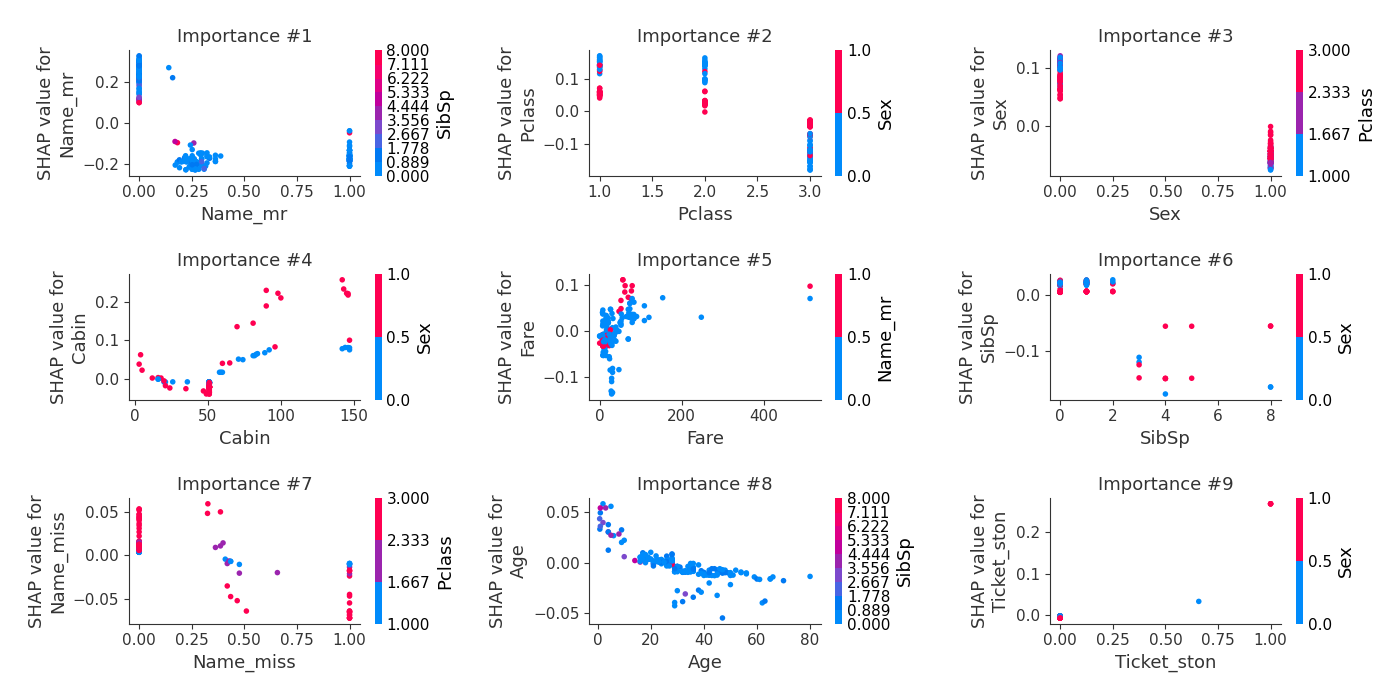 Importance #1
SHAP value for
Name_mr
0.2
0.0
−0.2
0.00 0.25 0.50 0.75 1.00
Name_mr
8.000
7.111
6.222
5.333
4.444
3.556
2.667
1.778
0.889
0.000
SibSp
Importance #2
SHAP value for
Pclass
0.1
0.0
−0.1
1.0 1.5 2.0 2.5 3.0
Pclass
1.0
0.5
0.0
Sex
Importance #3
SHAP value for
Sex
0.1
0.0
0.00 0.25 0.50 0.75 1.00
Sex
3.000
2.333
1.667
1.000
Pclass
Importance #4
SHAP value for
Cabin
0.2
0.1
0.0
0 50 100 150
Cabin
1.0
0.5
0.0
Sex
Importance #5
SHAP value for
Fare
0.1
0.0
−0.1
0 200 400
Fare
1.0
0.5
0.0
Name_mr
Importance #6
SHAP value for
SibSp
0.0
−0.1
0 2 4 6 8
SibSp
1.0
0.5
0.0
Sex
Importance #7
SHAP value for
Name_miss
0.05
0.00
−0.05
0.00 0.25 0.50 0.75 1.00
Name_miss
3.000
2.333
1.667
1.000
Pclass
Importance #8
SHAP value for
Age
0.05
0.00
−0.05
0 20 40 60 80
Age
8.000
7.111
6.222
5.333
4.444
3.556
2.667
1.778
0.889
0.000
SibSp
Importance #9
SHAP value for
Ticket_ston
0.2
0.1
0.0
0.00 0.25 0.50 0.75 1.00
Ticket_ston
1.0
0.5
0.0
Sex